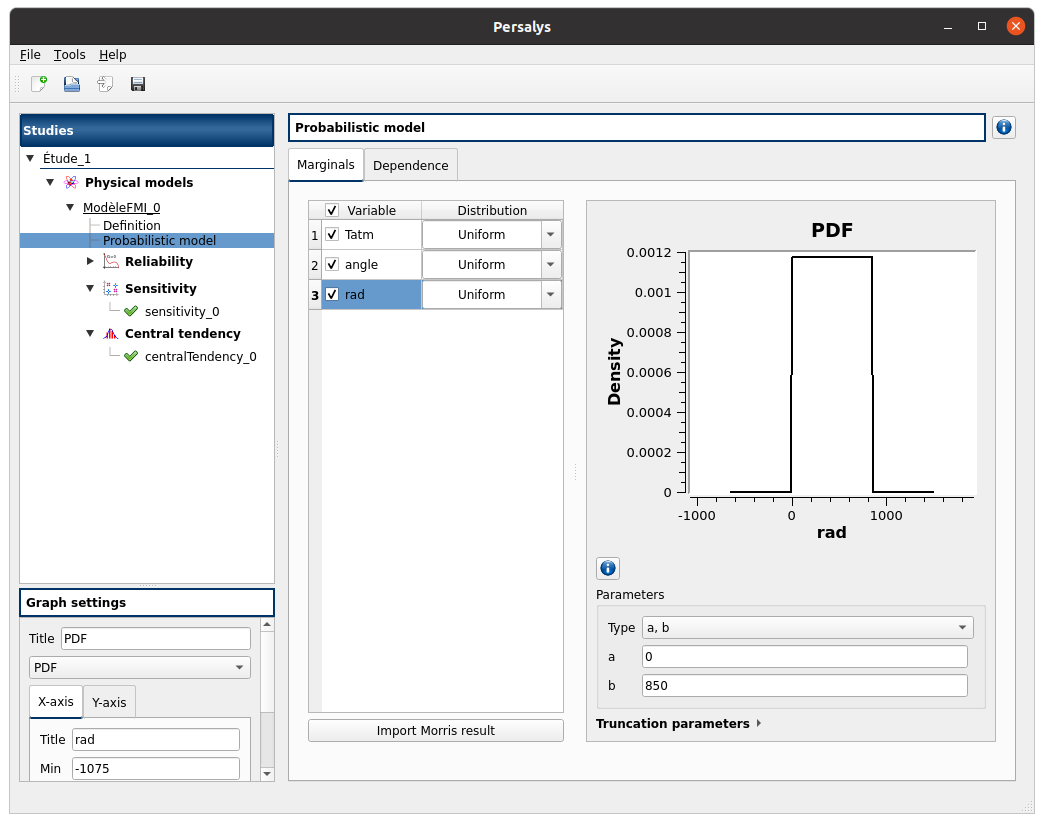 Persalys
File Tools Help
Studies
Étude_1
Physical models
ModèleFMI_0
Definition
Probabilistic model
Reliability
Sensitivity
sensitivity_0
Central tendency
centralTendency_0
Graph settings
Title PDF
PDF
X-axis Y-axis
Title rad
Min -1075
Probabilistic model
Marginals Dependence
Variable Distribution
1 Tatm Uniform
2 angle Uniform
3 rad Uniform
Import Morris result
PDF
Density
0.0012
0.001
0.0008
0.0006
0.0004
0.0002
0
-1000 0 1000
rad
Parameters
Type a, b
a 0
b 850
Truncation parameters